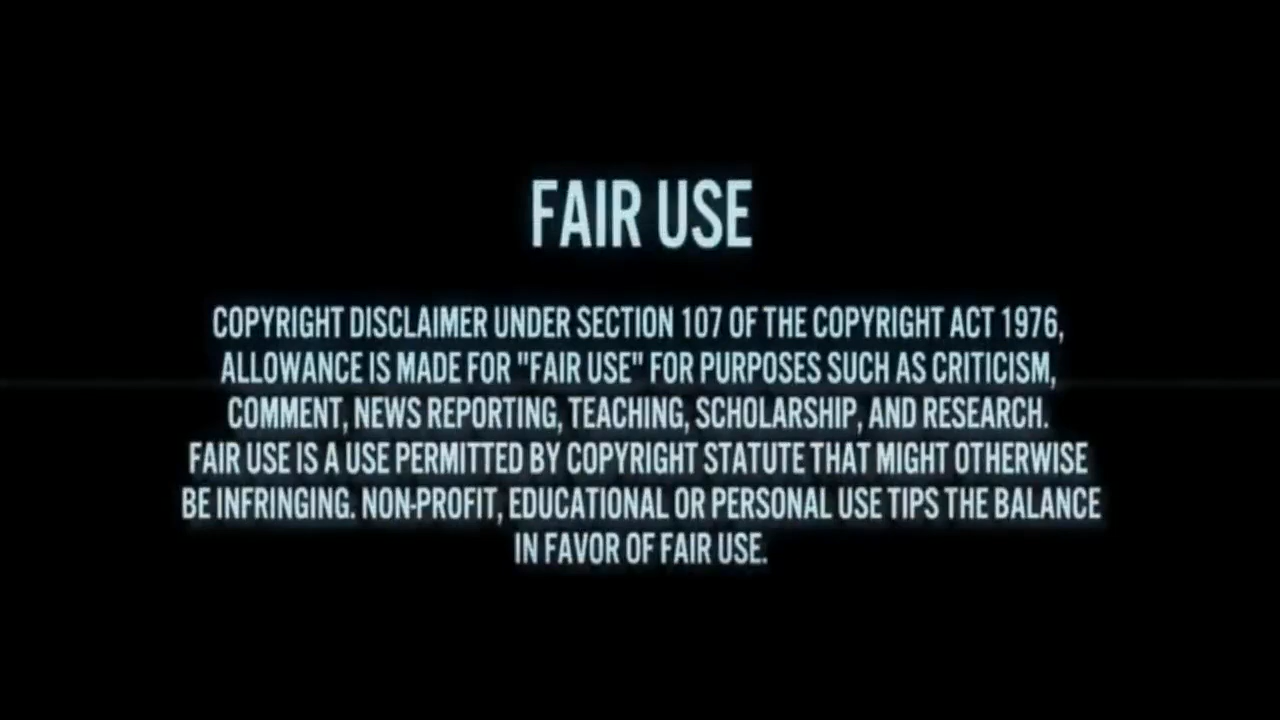 FAIR USE
COPYRIGHT DISCLAIMER UNDER SECTION 107 OF THE COPYRIGHT ACT 1976,
ALLOWANCE IS MADE FOR "FAIR USE" FOR PURPOSES SUCH AS CRITICISM,
COMMENT, NEWS REPORTING, TEACHING, SCHOLARSHIP, AND RESEARCH.
FAIR USE IS A USE PERMITTED BY COPYRIGHT STATUTE THAT MIGHT OTHERWISE
BE INFRINGING. NON-PROFIT, EDUCATIONAL OR PERSONAL USE TIPS THE BALANCE
IN FAVOR OF FAIR USE.